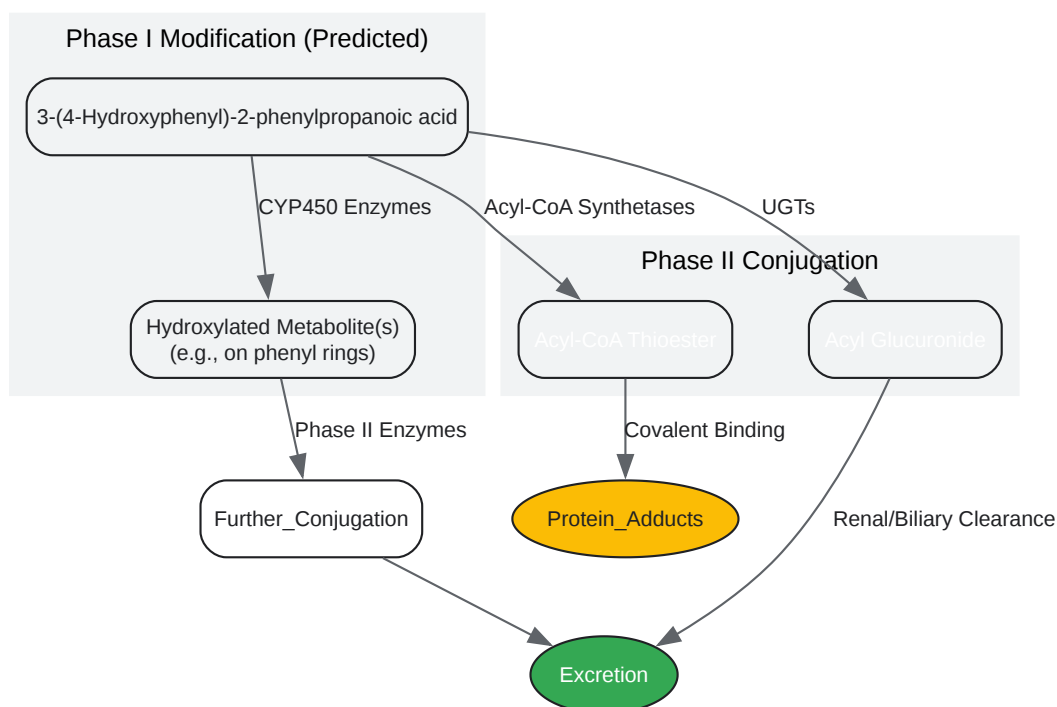 Phase I Modification (Predicted)
3-(4-Hydroxyphenyl)-2-phenylpropanoic acid
CYP450 Enzymes
Acyl-CoA Synthetases
UGTs
Phase II Conjugation
Hydroxylated Metabolite(s)
(e.g., on phenyl rings)
Acyl-CoA Thioester
Acyl Glucuronide
Phase II Enzymes
Covalent Binding
Further_Conjugation
Protein_Adducts
Renal/Biliary Clearance
Excretion